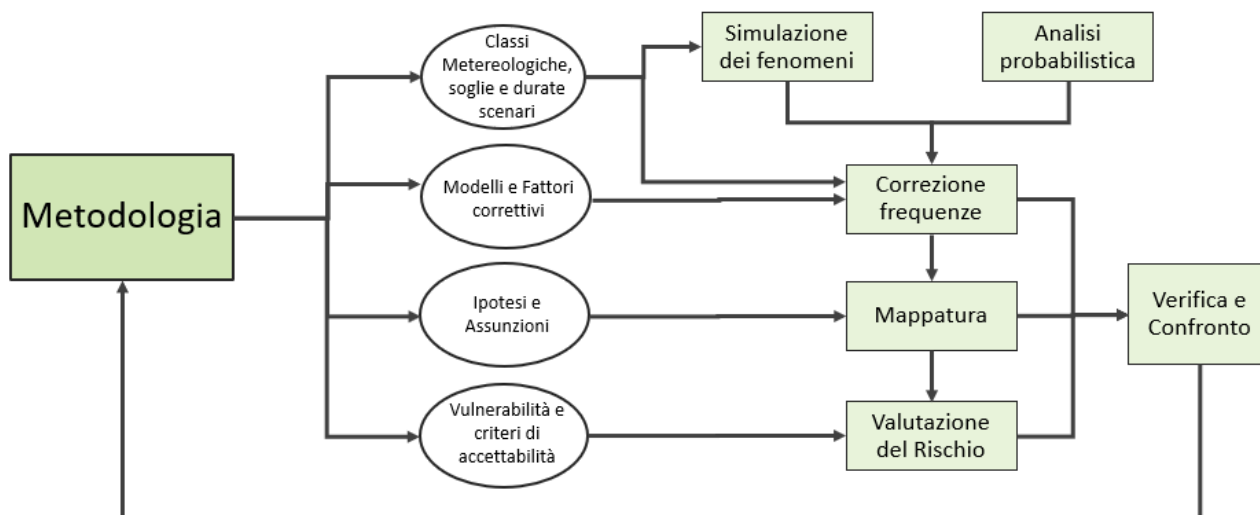 Metodologia
Classi
Metereologiche,
soglie e durate
scenari
Modelli e Fattori
correttivi
Ipotesi e
Assunzioni
Vulnerabilità e
criteri di
accettabilità
Simulazione
dei fenomeni
Analisi
probabilistica
Correzione
frequenze
Mappatura
Valutazione
del Rischio
Verifica e
Confronto